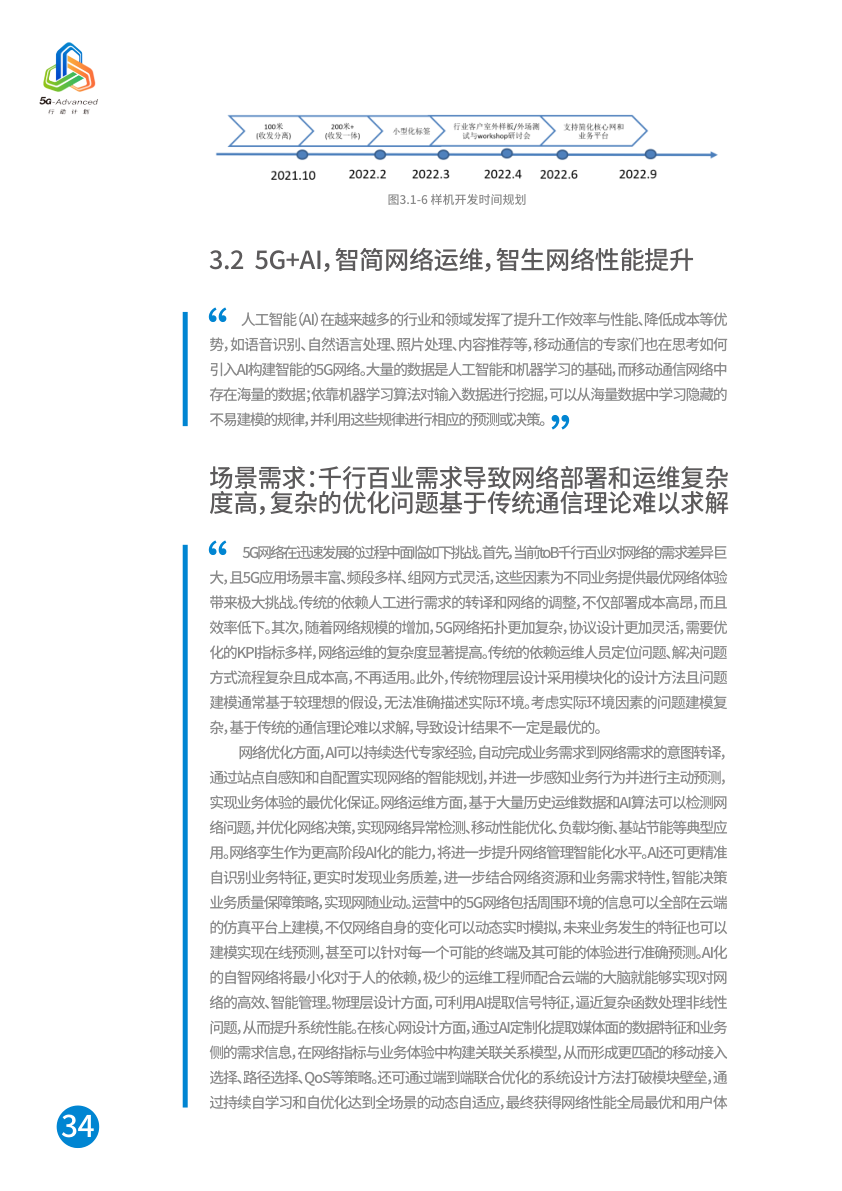 5G-Advanced
行 动 计 划
100米
(收发分离)
200米+
(收发一体)
小型化标签
行业客户室外样板/外场测
试与workshop研讨会
支持简化核心网和
业务平台
2021.10
2022.2
2022.3
2022.4
2022.6
2022.9
图3.1-6 样机开发时间规划
3.2 5G+AI，智简网络运维，智生网络性能提升
“ 人工智能（AI）在越来越多的行业和领域发挥了提升工作效率与性能、降低成本等优
势，如语音识别、自然语言处理、照片处理、内容推荐等，移动通信的专家们也在思考如何
引入AI构建智能的5G网络。大量的数据是人工智能和机器学习的基础，而移动通信网络中
存在海量的数据；依靠机器学习算法对输入数据进行挖掘，可以从海量数据中学习隐藏的
不易建模的规律，并利用这些规律进行相应的预测或决策。”
场景需求：千行百业需求导致网络部署和运维复杂
度高，复杂的优化问题基于传统通信理论难以求解
“ 5G网络在迅速发展的过程中面临如下挑战。首先，当前toB千行百业对网络的需求差异巨
大，且5G应用场景丰富、频段多样、组网方式灵活，这些因素为不同业务提供最优网络体验
带来极大挑战。传统的依赖人工进行需求的转译和网络的调整，不仅部署成本高昂，而且
效率低下。其次，随着网络规模的增加，5G网络拓扑更加复杂，协议设计更加灵活，需要优
化的KPI指标多样，网络运维的复杂度显著提高。传统的依赖运维人员定位问题、解决问题
方式流程复杂且成本高，不再适用。此外，传统物理层设计采用模块化的设计方法且问题
建模通常基于较理想的假设，无法准确描述实际环境。考虑实际环境因素的问题建模复
杂，基于传统的通信理论难以求解，导致设计结果不一定是最优的。
网络优化方面，AI可以持续迭代专家经验，自动完成业务需求到网络需求的意图转译，
通过站点自感知和自配置实现网络的智能规划，并进一步感知业务行为并进行主动预测，
实现业务体验的最优化保证。网络运维方面，基于大量历史运维数据和AI算法可以检测网
络问题，并优化网络决策，实现网络异常检测、移动性能优化、负载均衡、基站节能等典型应
用。网络孪生作为更高阶段AI化的能力，将进一步提升网络管理智能化水平。AI还可更精准
自识别业务特征，更实时发现业务质差，进一步结合网络资源和业务需求特性，智能决策
业务质量保障策略，实现网随业动。运营中的5G网络包括周围环境的信息可以全部在云端
的仿真平台上建模，不仅网络自身的变化可以动态实时模拟，未来业务发生的特征也可以
建模实现在线预测，甚至可以针对每一个可能的终端及其可能的体验进行准确预测。AI化
的自智网络将最小化对于人的依赖，极少的运维工程师配合云端的大脑就能够实现对网
络的高效、智能管理。物理层设计方面，可利用AI提取信号特征，逼近复杂函数处理非线性
问题，从而提升系统性能。在核心网设计方面，通过AI定制化提取媒体面的数据特征和业务
侧的需求信息，在网络指标与业务体验中构建关联关系模型，从而形成更匹配的移动接入
选择、路径选择、QoS等策略。还可通过端到端联合优化的系统设计方法打破模块壁垒，通
过持续自学习和自优化达到全场景的动态自适应，最终获得网络性能全局最优和用户体
34